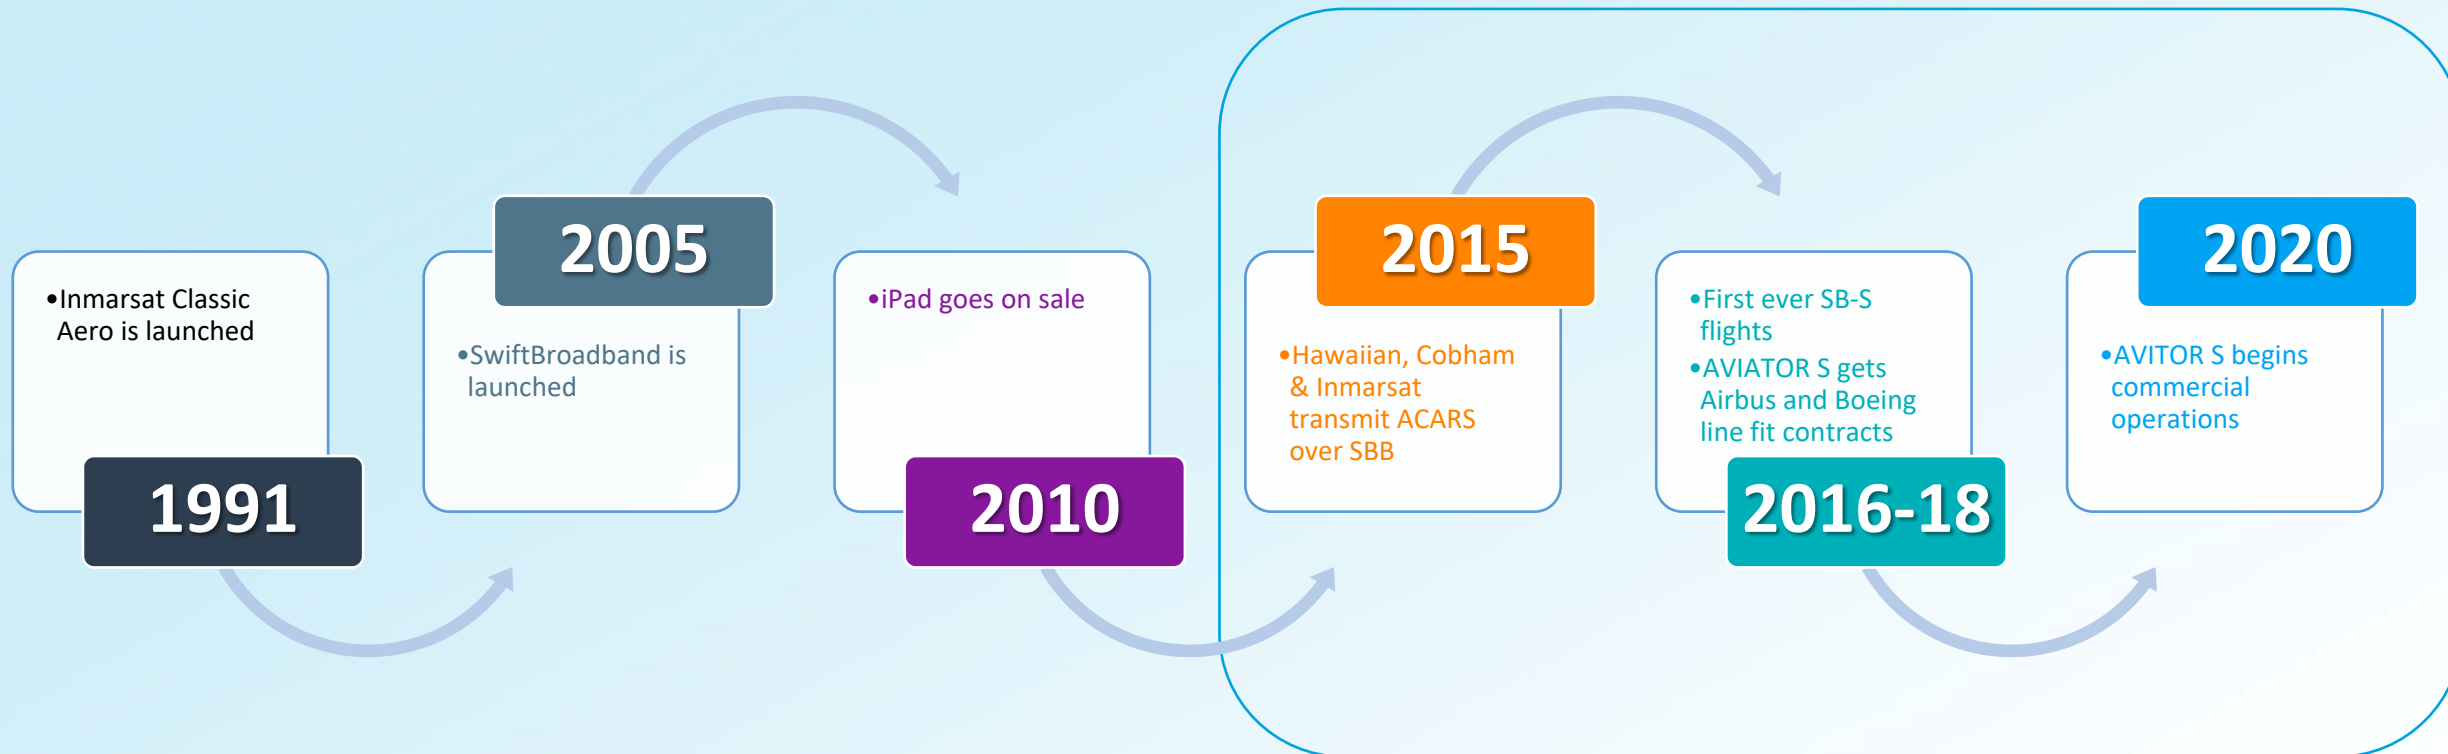 •Inmarsat Classic
Aero is launched
1991
2005
•SwiftBroadband is
launched
•iPad goes on sale
2010
2015
•Hawaiian, Cobham
& Inmarsat
transmit ACARS
over SBB
•First ever SB-S
flights
•AVIATOR S gets
Airbus and Boeing
line fit contracts
2016-18
2020
•AVITOR S begins
commercial
operations